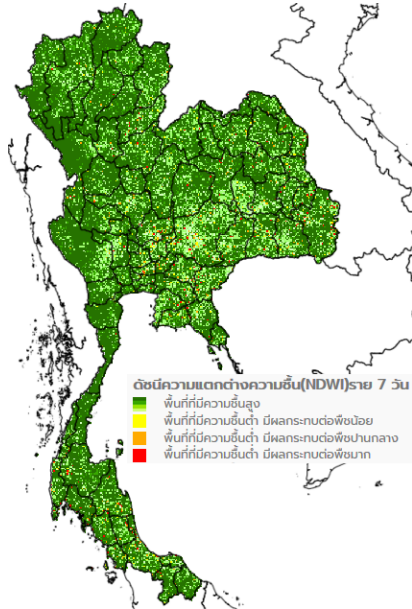 ดัชนีความแตกต่างความชื้น(NDWI)ราย 7 วัน
พื้นที่ที่มีความชื้นสูง
พื้นที่ที่มีความชื้นต่ำ มีผลกระทบต่อพืชน้อย
พื้นที่ที่มีความชื้นต่ำ มีผลกระทบต่อพืชปานกลาง
พื้นที่ที่มีความชื้นต่ำ มีผลกระทบต่อพืชมาก